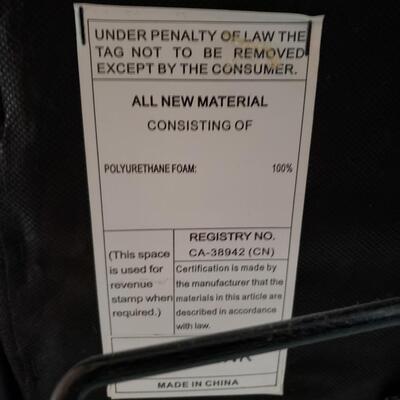 UNDER PENALTY OF LAW THE
TAG NOT TO BE REMOVED
EXCEPT BY THE CONSUMER.
ALL NEW MATERIAL
CONSISTING OF
POLYURETHANE FOAM: 100%
(This space
is used for
revenue
stamp when
required.)
REGISTRY NO.
CA-38942 (CN)
Certification is made by
the manufacturer that the
materials in this article are
described in accordance
with law.
MADE IN CHINA